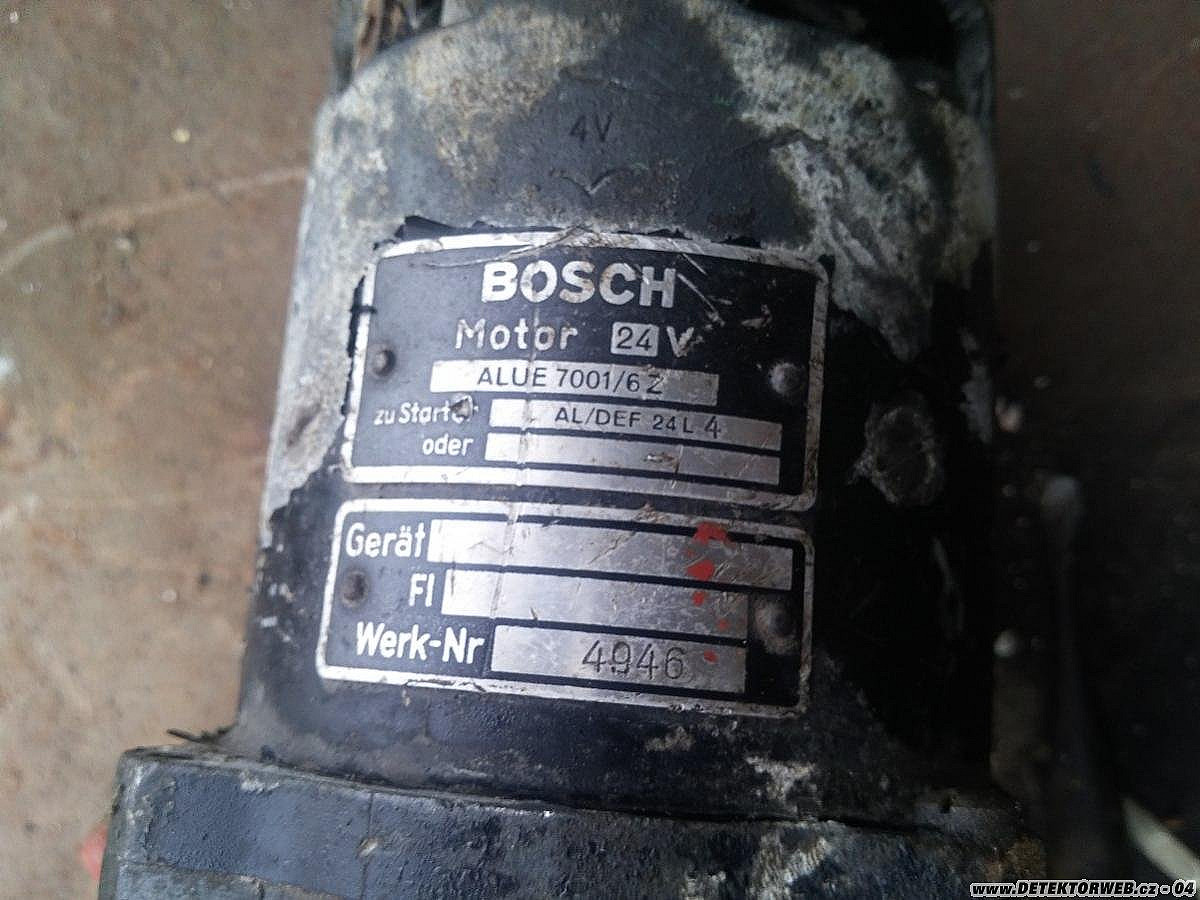 4V
BOSCH
Motor 24 V
ALUE 7001/6 Z
zu Starter AL/DEF 24 L 4
oder
Gerät
Fl
Werk-Nr 4946
www.DETEKTORWEB.cz - 04